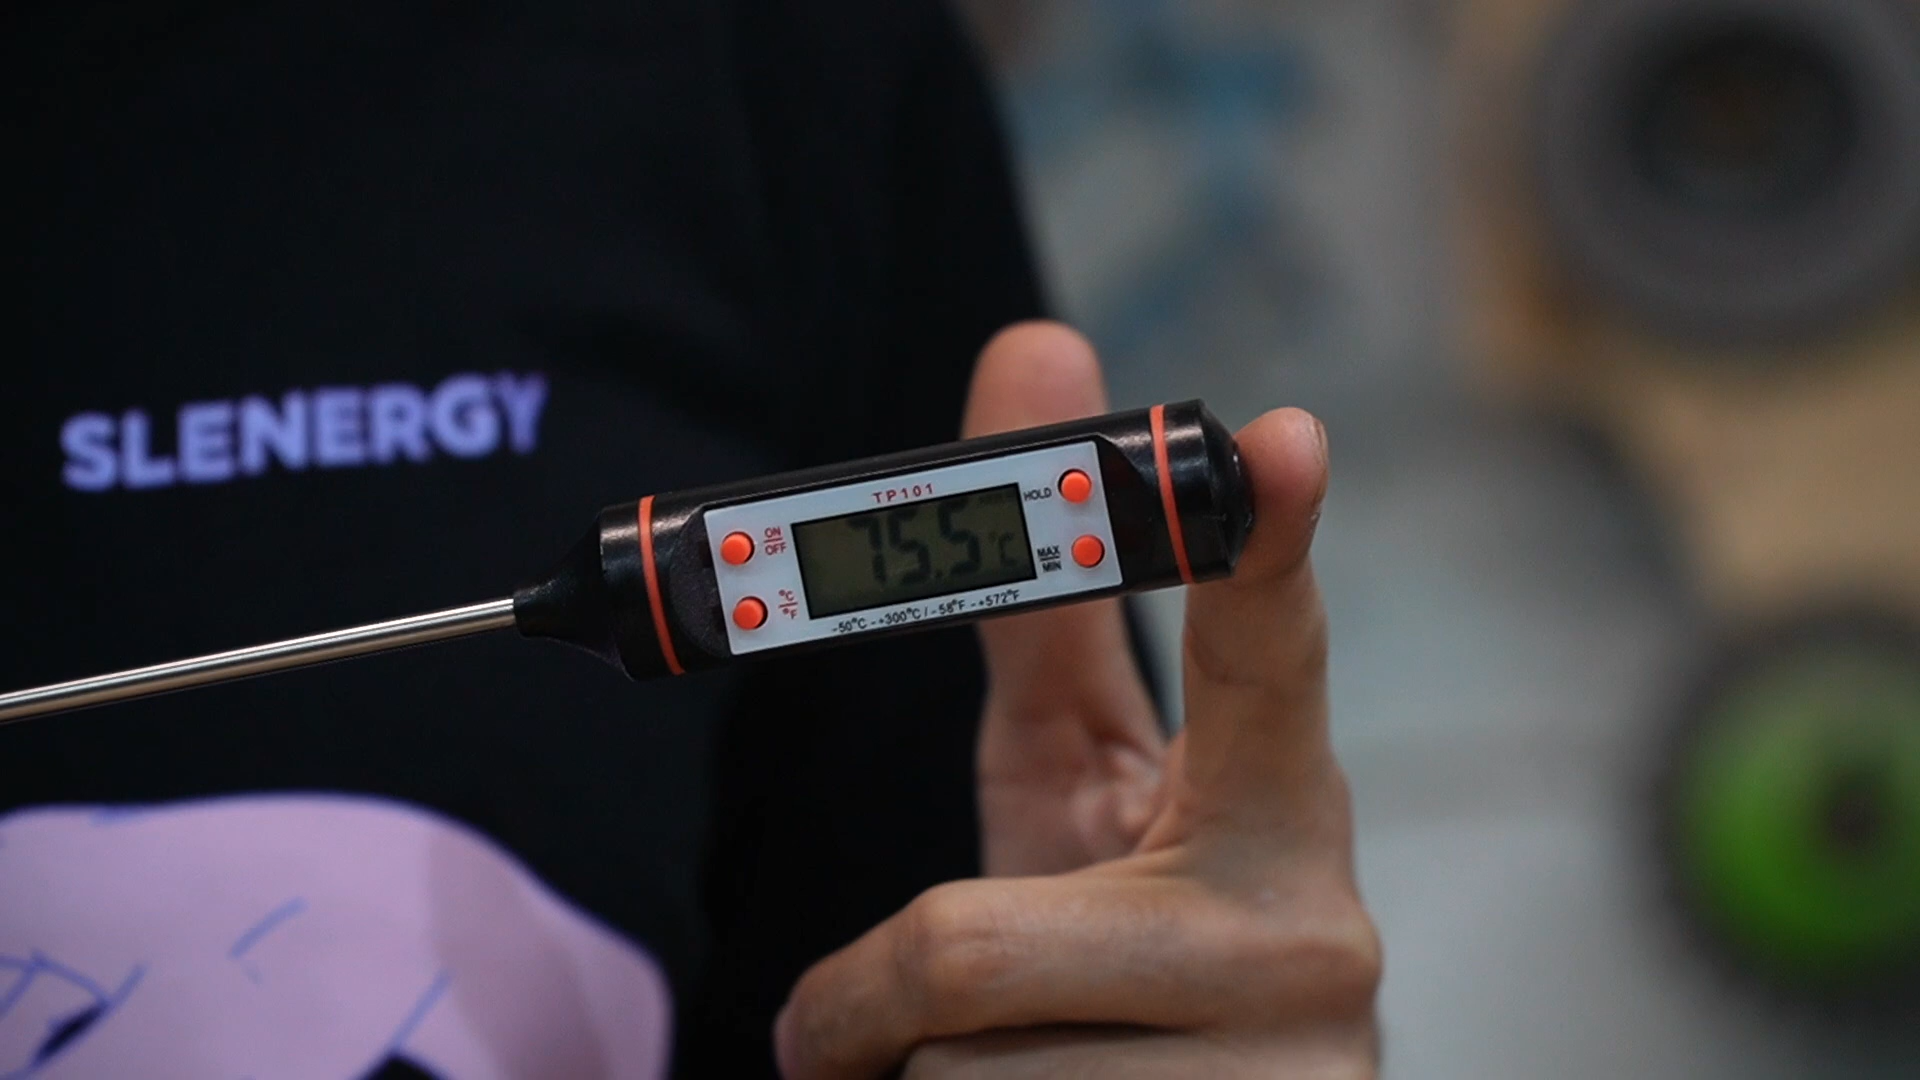 SLENERGY
TP101
ON
OFF
°C
°F
75.5 °C
HOLD
MAX
MIN
-50°C -+300°C / -58°F -+572°F